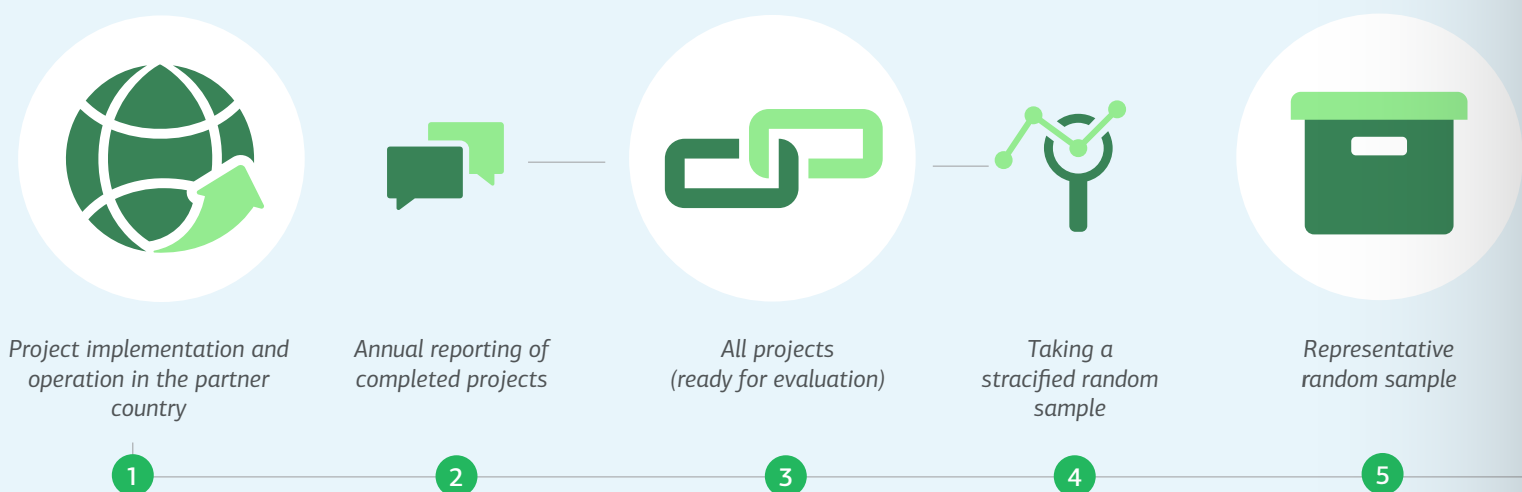 Project implementation and
operation in the partner
country
Annual reporting of
completed projects
All projects
(ready for evaluation)
Taking a
stracified random
sample
Representative
random sample
1
2
3
4
5